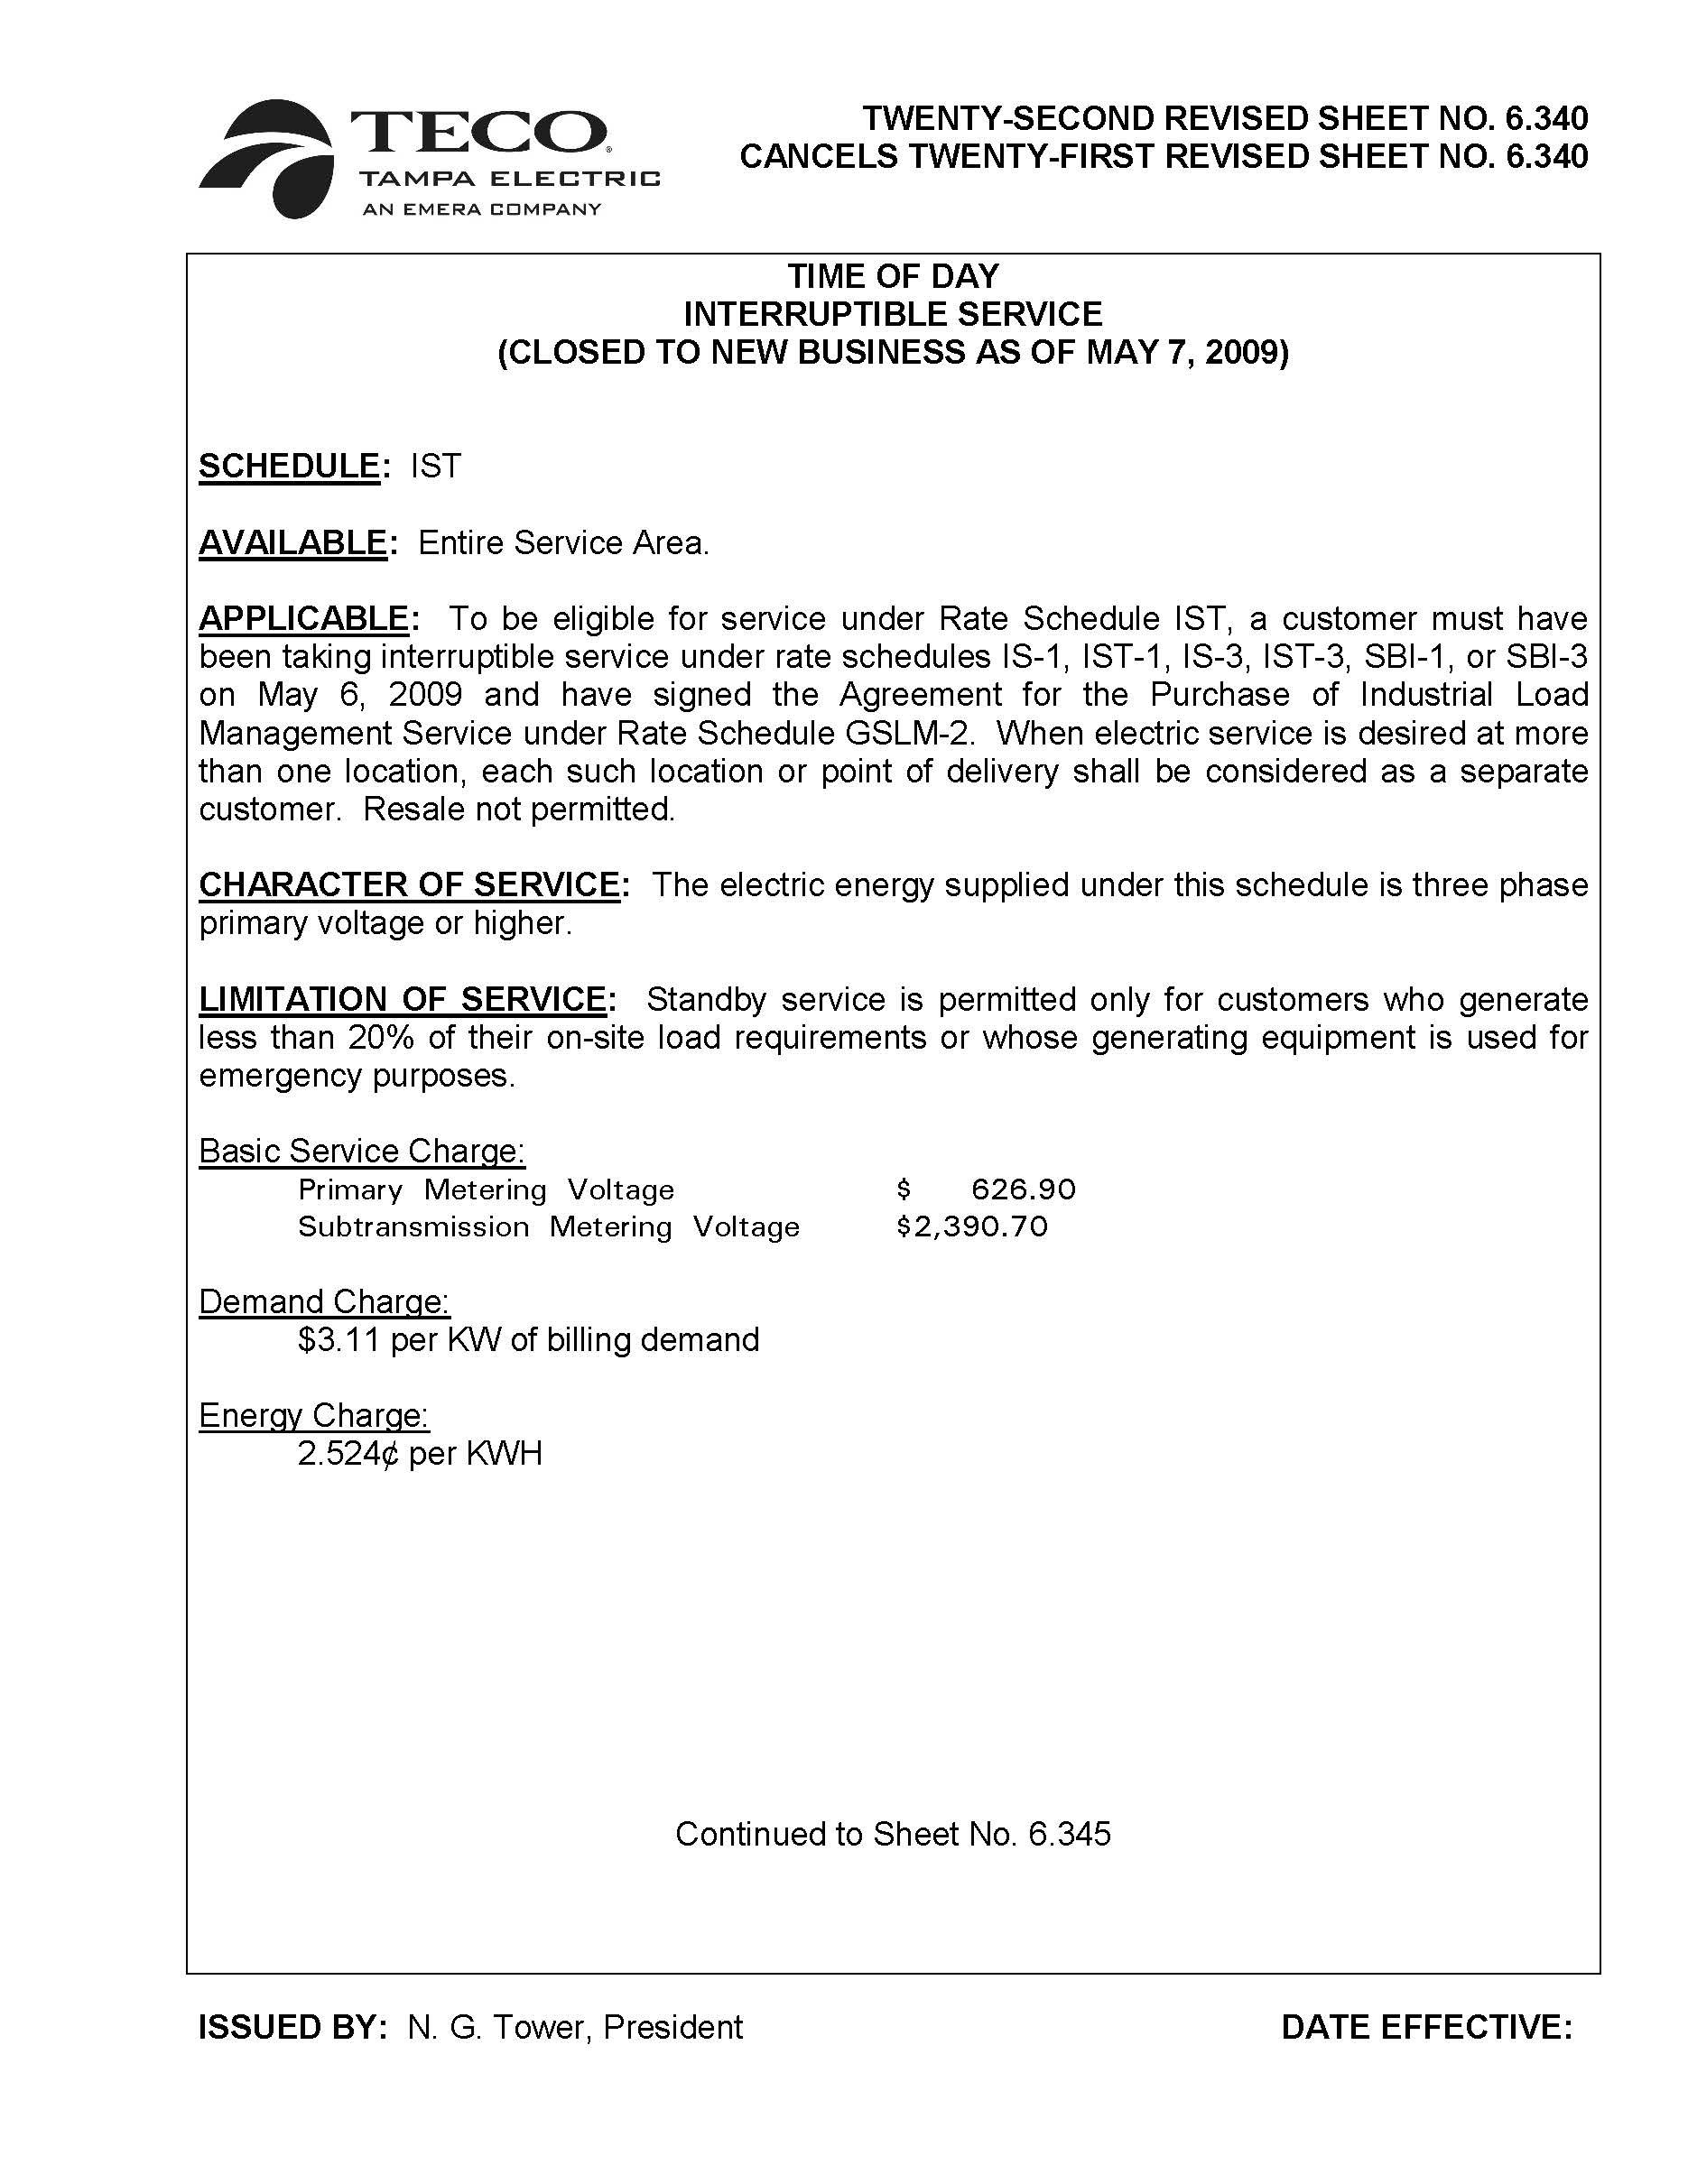 TECO®
TAMPA ELECTRIC
AN EMERA COMPANY
TWENTY-SECOND REVISED SHEET NO. 6.340
CANCELS TWENTY-FIRST REVISED SHEET NO. 6.340
TIME OF DAY
INTERRUPTIBLE SERVICE
(CLOSED TO NEW BUSINESS AS OF MAY 7, 2009)
SCHEDULE: IST
AVAILABLE: Entire Service Area.
APPLICABLE: To be eligible for service under Rate Schedule IST, a customer must have
been taking interruptible service under rate schedules IS-1, IST-1, IS-3, IST-3, SBI-1, or SBI-3
on May 6, 2009 and have signed the Agreement for the Purchase of Industrial Load
Management Service under Rate Schedule GSLM-2. When electric service is desired at more
than one location, each such location or point of delivery shall be considered as a separate
customer. Resale not permitted.
CHARACTER OF SERVICE: The electric energy supplied under this schedule is three phase
primary voltage or higher.
LIMITATION OF SERVICE: Standby service is permitted only for customers who generate
less than 20% of their on-site load requirements or whose generating equipment is used for
emergency purposes.
Basic Service Charge:
Primary Metering Voltage $ 626.90
Subtransmission Metering Voltage $2,390.70
Demand Charge:
$3.11 per KW of billing demand
Energy Charge:
2.524¢ per KWH
Continued to Sheet No. 6.345
ISSUED BY: N. G. Tower, President
DATE EFFECTIVE: